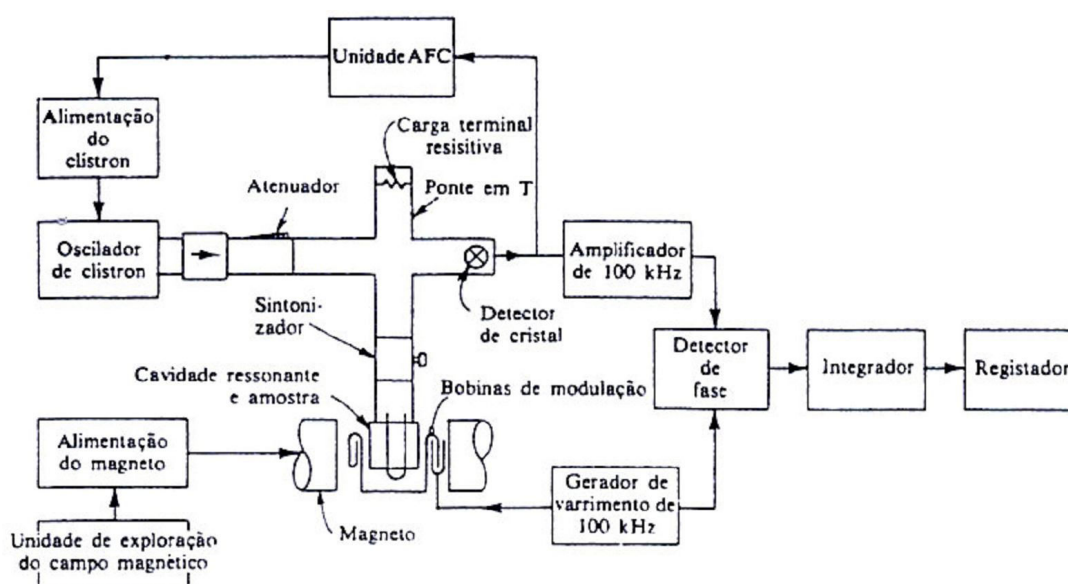 Unidade AFC
Alimentação
do
clístron
Carga terminal
resisitiva
Ponte em T
Atenuador
Oscilador
de clístron
Amplificador
de 100 kHz
Detector
de cristal
Sintoni-
zador
Detector
de
fase
Integrador
Registador
Cavidade ressonante
e amostra
Bobinas de modulação
Alimentação
do magneto
Magneto
Gerador de
varrimento de
100 kHz
Unidade de exploração
do campo magnético